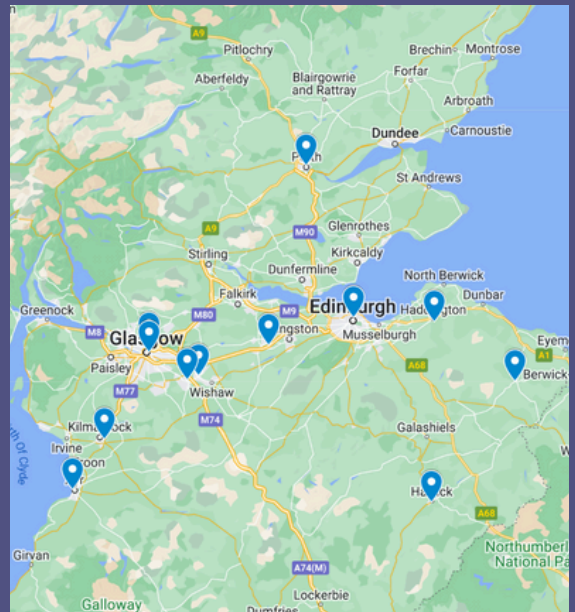 A9
Pitlochry
Brechin
Montrose
Aberfeldy
Blairgowrie
and Rattray
Forfar
Arbroath
Dundee
Carnoustie
St Andrews
A9
M90
Glenrothes
Stirling
Kirkcaldy
Dunfermline
North Berwick
Falkirk
Dunbar
Greenock
M80
M9
Edinburgh
M8
Musselburgh
A1
Paisley
A68
Berwick
M77
Wishaw
M74
Galashiels
Irvine
A68
Girvan
Northumberl
National Pa
A74(M)
Lockerbie
Galloway
Dumfries